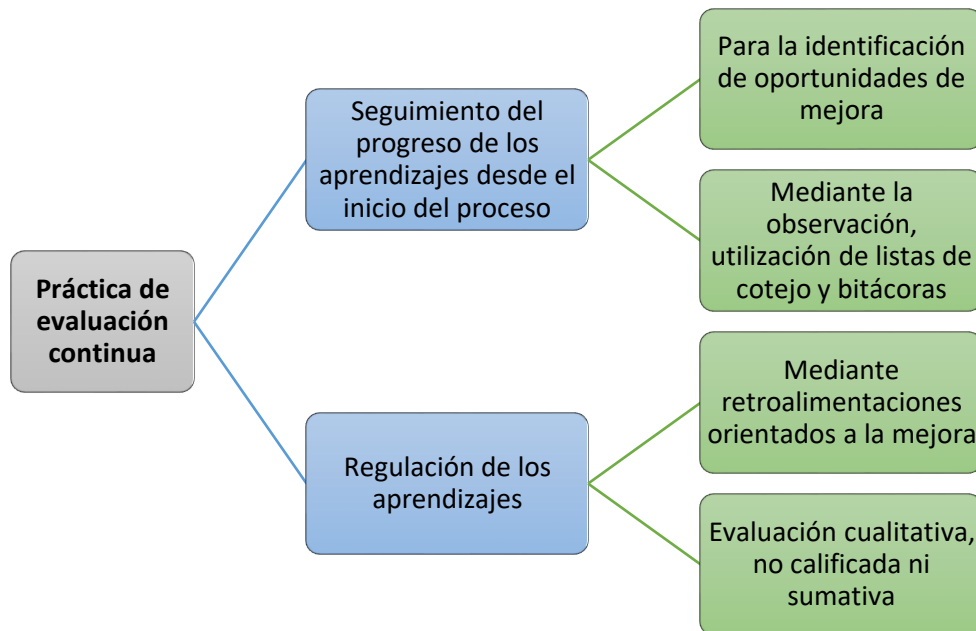 Práctica de
evaluación
continua
Seguimiento del
progreso de los
aprendizajes desde el
inicio del proceso
Para la identificación
de oportunidades de
mejora
Mediante la
observación,
utilización de listas de
cotejo y bitácoras
Regulación de los
aprendizajes
Mediante
retroalimentaciones
orientados a la mejora
Evaluación cualitativa,
no calificada ni
sumativa